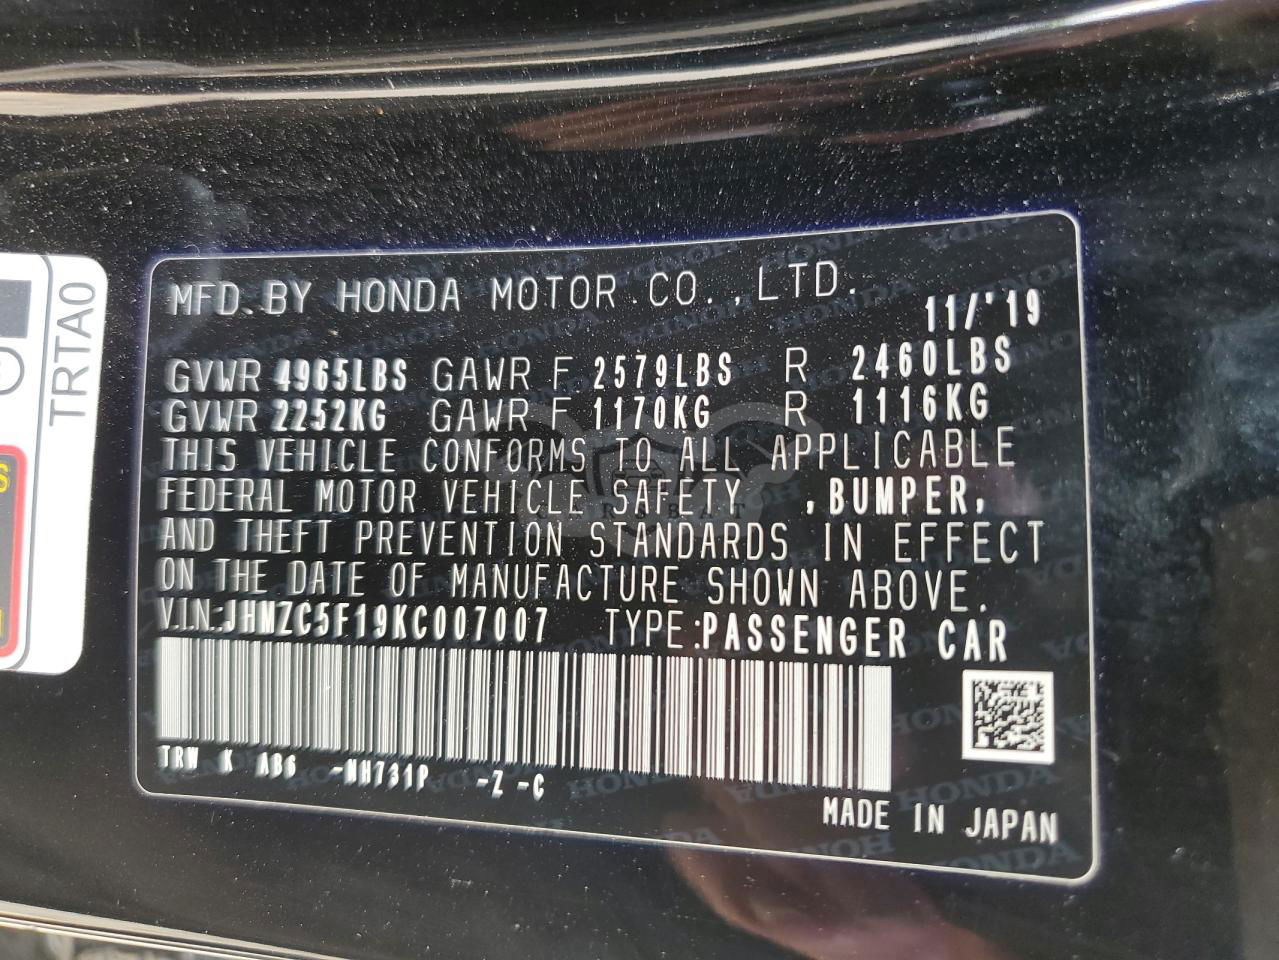 MFD.BY HONDA MOTOR CO.,LTD.
11/'19
GVWR 4965LBS GAWR F 2579LBS R 2460LBS
GVWR 2252KG GAWR F 1170KG R 1116KG
THIS VEHICLE CONFORMS TO ALL APPLICABLE
FEDERAL MOTOR VEHICLE SAFETY ,BUMPER,
AND THEFT PREVENTION STANDARDS IN EFFECT
ON THE DATE OF MANUFACTURE SHOWN ABOVE.
V.I.N.:JHMZC5F19KC007007 TYPE:PASSENGER CAR
TRW K AB6 -NH731P -Z -C
MADE IN JAPAN
TRTA0
CARSBAT
HONDA